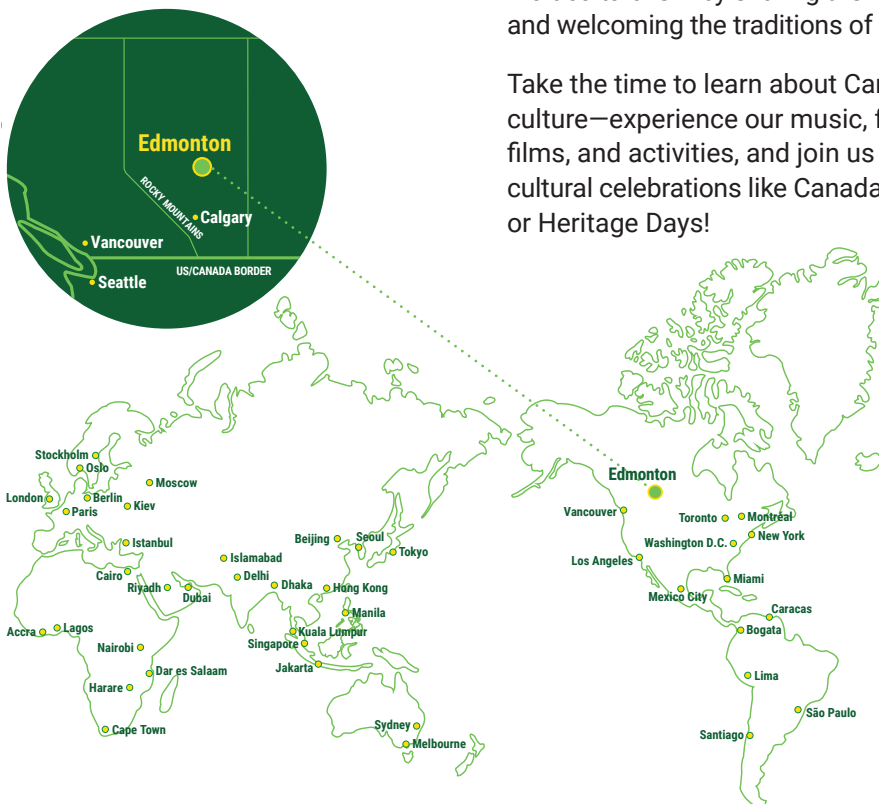 and welcoming the traditions of
Take the time to learn about
culture—experience our music,
films, and activities, and join us
cultural celebrations like Canada
or Heritage Days!
Edmonton
ROCKY MOUNTAINS
Calgary
Vancouver
US/CANADA BORDER
Seattle
Stockholm
Oslo
Moscow
London
Berlin
Paris
Kiev
Istanbul
Beijing
Seoul
Tokyo
Islamabad
Cairo
Delhi
Riyadh
Dubai
Dhaka
Hong Kong
Manila
Accra
Lagos
Kuala Lumpur
Singapore
Nairobi
Jakarta
Dar es Salaam
Harare
Cape Town
Sydney
Melbourne
Edmonton
Vancouver
Toronto
Montréal
New York
Washington D.C.
Los Angeles
Miami
Mexico City
Caracas
Bogata
Lima
São Paulo
Santiago